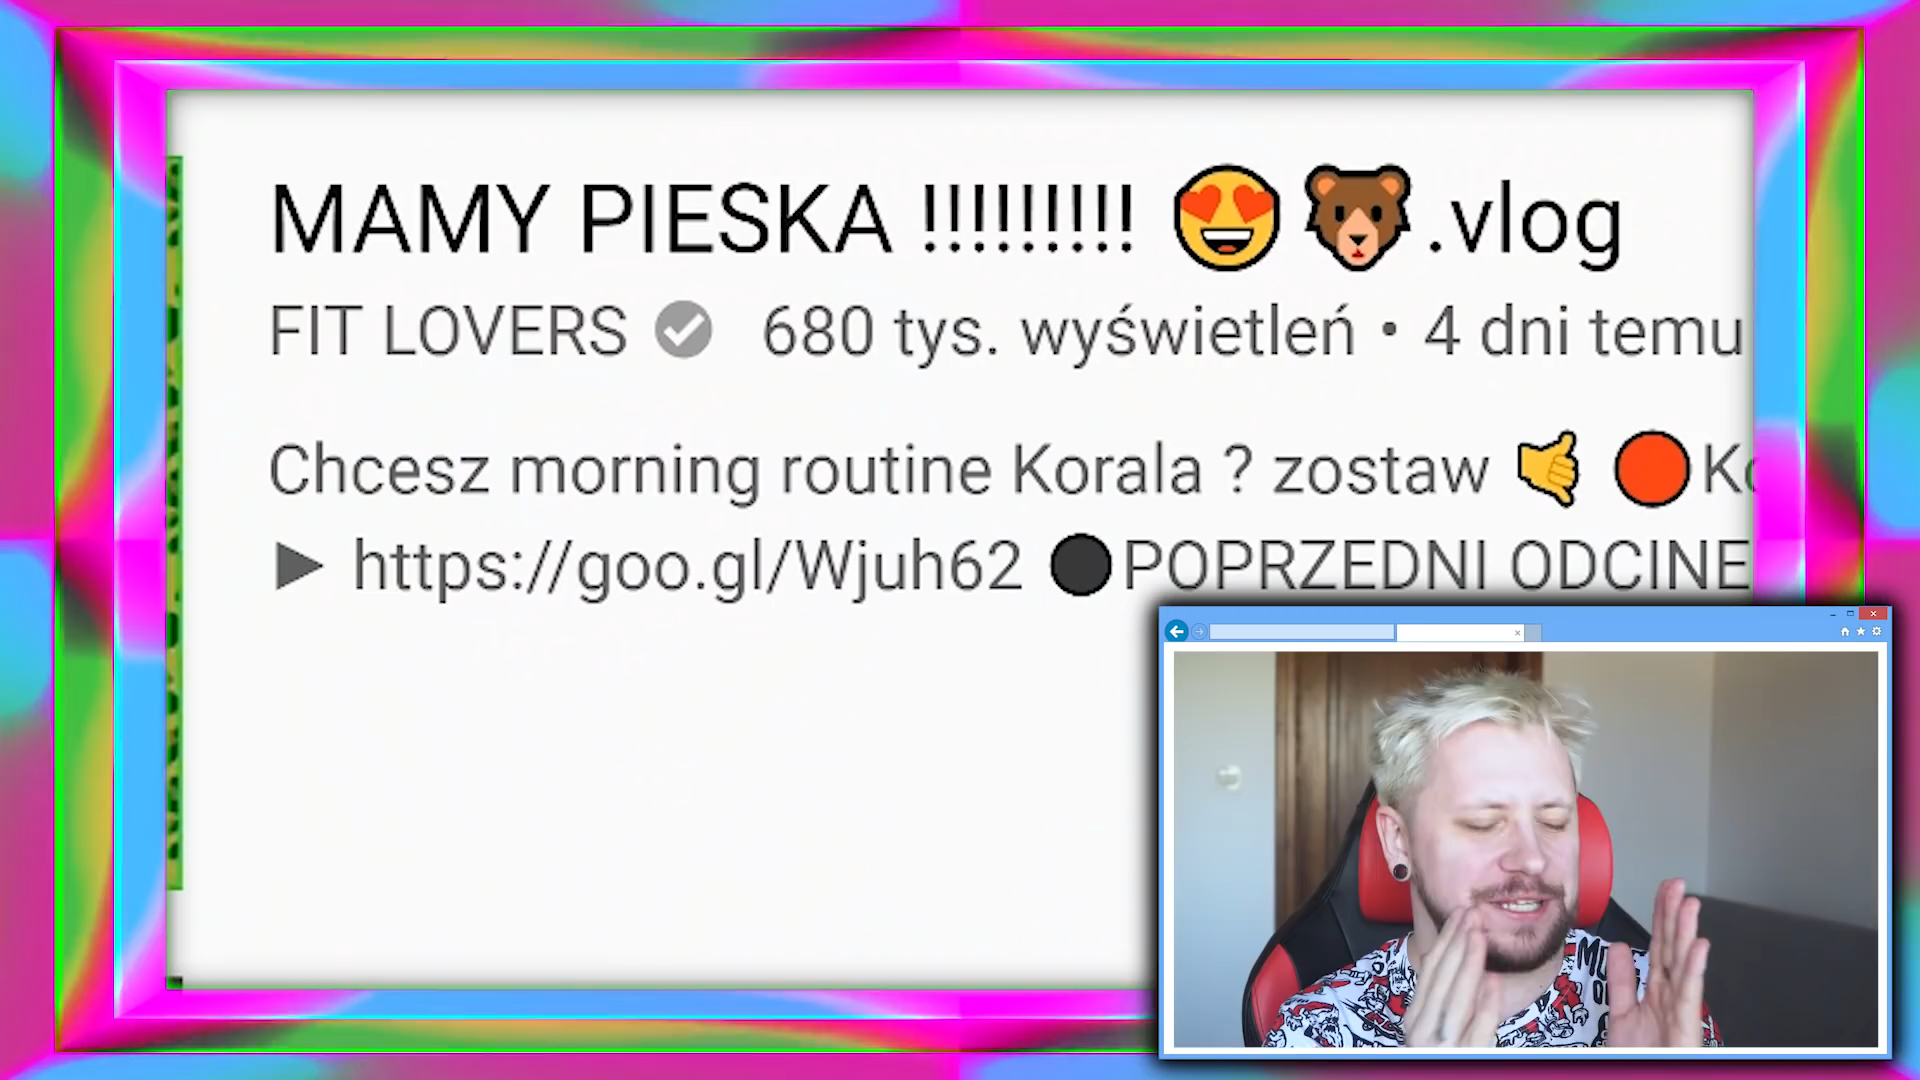 MAMY PIESKA !!!!!!!!! 😍🐻.vlog
FIT LOVERS 680 tys. wyświetleń • 4 dni temu
Chcesz morning routine Korala ? zostaw 🤙 🔴
▶ https://goo.gl/Wjuh62 ⚫POPRZEDNI ODCINE